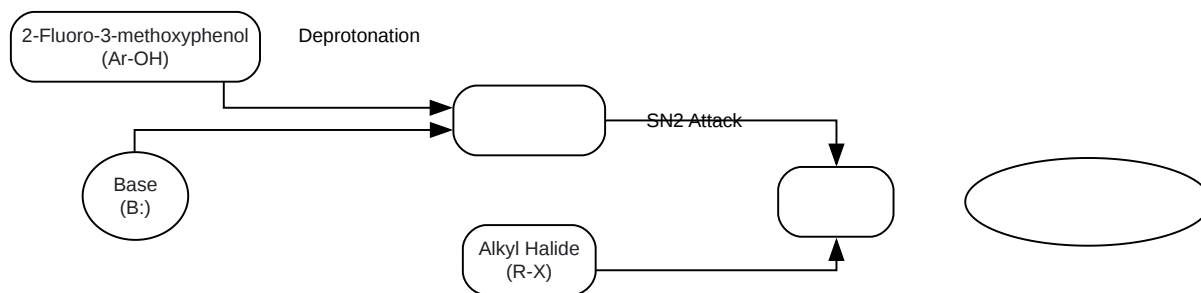 2-Fluoro-3-methoxyphenol
(Ar-OH)
Deprotonation
SN2 Attack
Base
(B:)
Alkyl Halide
(R-X)